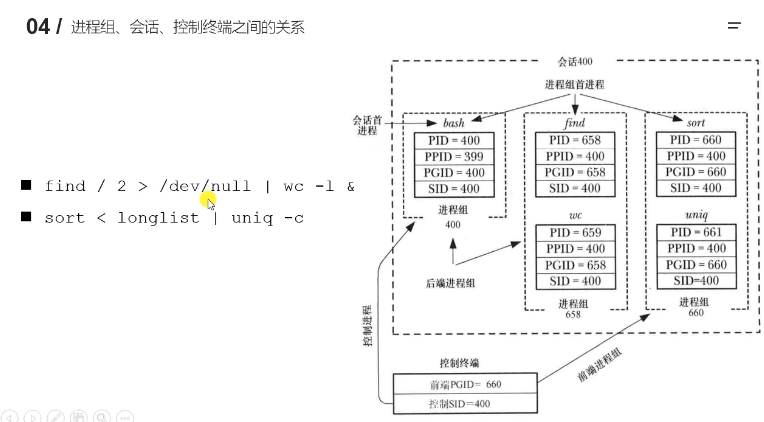 04 / 进程组、会话、控制终端之间的关系
会话400
进程组首进程
会话首
进程
bash
find
sort
PID = 400
PPID = 399
PGID = 400
SID = 400
PID = 658
PPID = 400
PGID = 658
SID = 400
PID = 660
PPID = 400
PGID = 660
SID = 400
■ find / 2 > /dev/null | wc -l &
■ sort < longlist | uniq -c
进程组
400
wc
uniq
PID = 659
PPID = 400
PGID = 658
SID = 400
PID = 661
PPID = 400
PGID = 660
SID=400
后端进程组
进程组
658
进程组
660
控制进程
前端进程组
控制终端
前端PGID= 660
控制SID=400